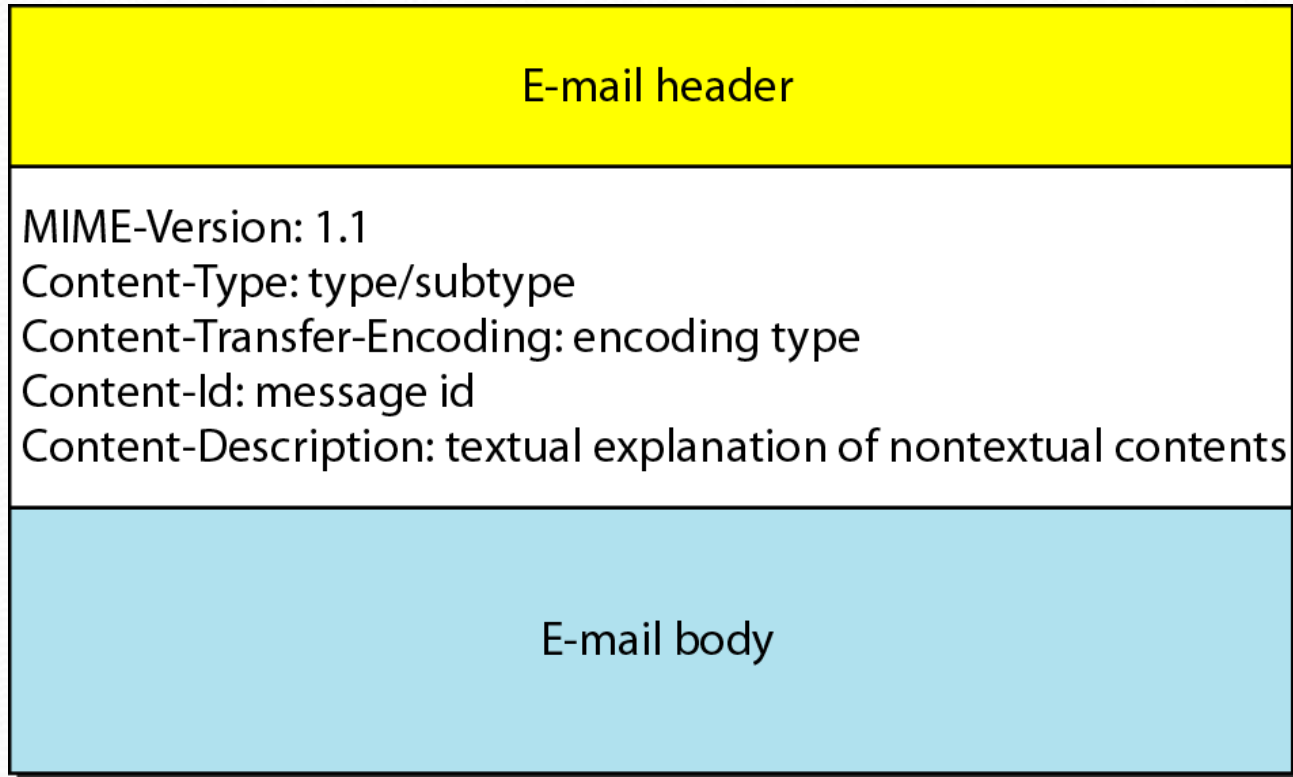 E-mail header
MIME-Version: 1.1
Content-Type: type/subtype
Content-Transfer-Encoding: encoding type
Content-Id: message id
Content-Description: textual explanation of nontextual contents
E-mail body